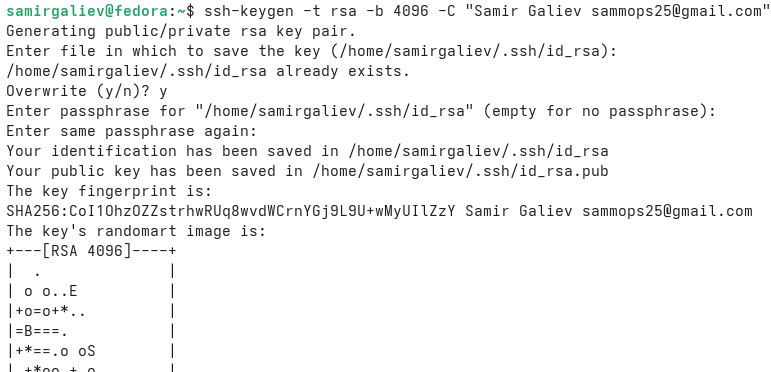 samirgaliev@fedora:~$ ssh-keygen -t rsa -b 4096 -C "Samir Galiev sammops25@gmail.com"
Generating public/private rsa key pair.
Enter file in which to save the key (/home/samirgaliev/.ssh/id_rsa):
/home/samirgaliev/.ssh/id_rsa already exists.
Overwrite (y/n)? y
Enter passphrase for "/home/samirgaliev/.ssh/id_rsa" (empty for no passphrase):
Enter same passphrase again:
Your identification has been saved in /home/samirgaliev/.ssh/id_rsa
Your public key has been saved in /home/samirgaliev/.ssh/id_rsa.pub
The key fingerprint is:
SHA256:CoI1OhzOZZstrhwRUq8wvdWCrnYGj9L9U+wMyUIlZzY Samir Galiev sammops25@gmail.com
The key's randomart image is:
+---[RSA 4096]----+
|  .              |
| o o..E          |
|+o=o+*..         |
|=B===.           |
|+*==.o oS        |
| +*oo + o        |